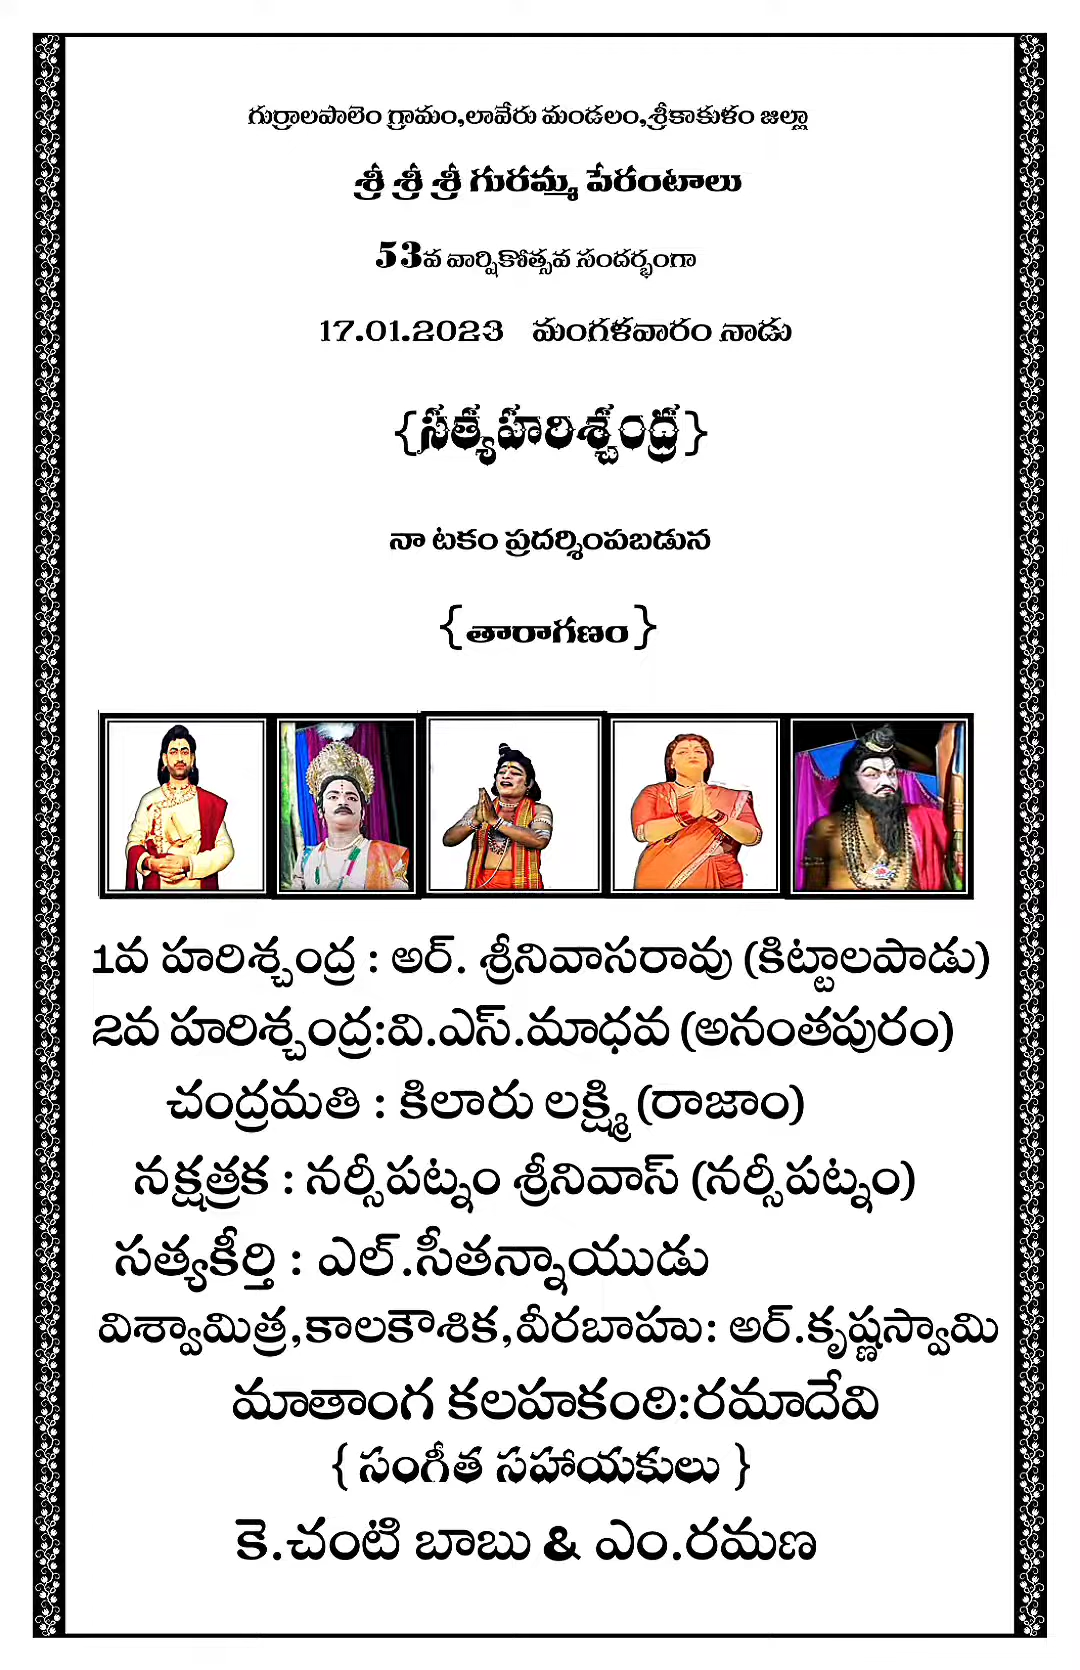 గుర్రాలపాలెం గ్రామం,లావేరు మండలం,శ్రీకాకుళం జిల్లా
శ్రీ శ్రీ శ్రీ గురమ్మ పేరంటాలు
53వ వార్షికోత్సవ సందర్భంగా
17.01.2023 మంగళవారం నాడు
{సత్యహరిశ్చంద్ర}
నా టకం ప్రదర్శింపబడున
{తారాగణం}
1వ హరిశ్చంద్ర : అర్. శ్రీనివాసరావు (కిట్టాలపాడు)
2వ హరిశ్చంద్ర:వి.ఎస్.మాధవ (అనంతపురం)
చంద్రమతి : కిలారు లక్ష్మి (రాజాం)
నక్షత్రక : నర్సీపట్నం శ్రీనివాస్ (నర్సీపట్నం)
సత్యకీర్తి : ఎల్.సీతన్నాయుడు
విశ్వామిత్ర,కాలకౌశిక,వీరబాహు: అర్.కృష్ణస్వామి
మాతాంగ కలహకంఠి:రమాదేవి
{ సంగీత సహాయకులు }
కె.చంటి బాబు & ఎం.రమణ